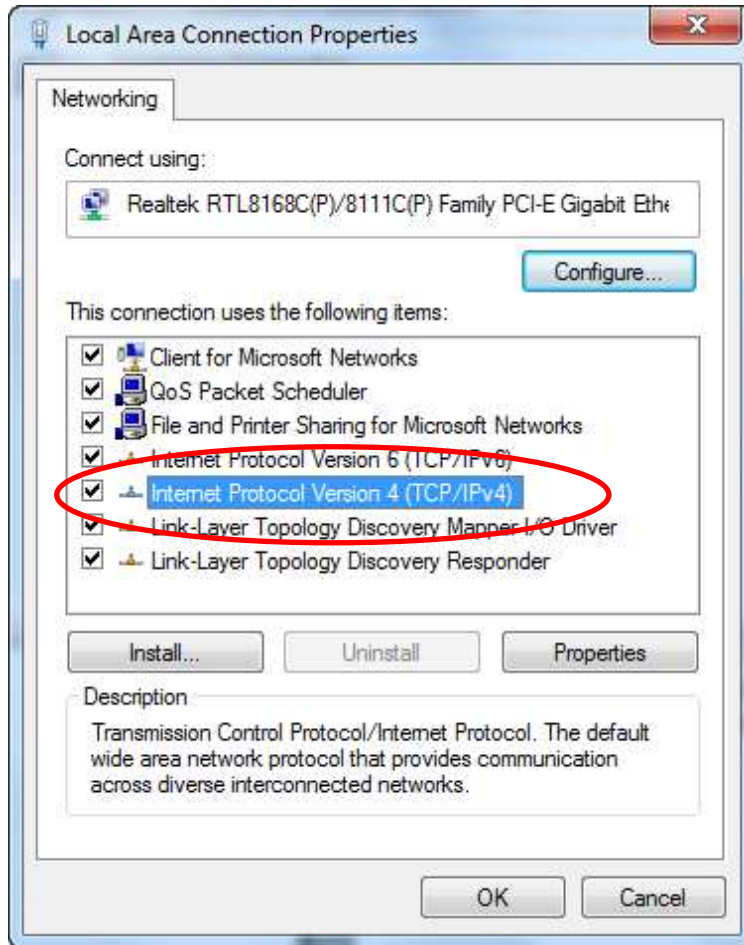 Local Area Connection Properties
Networking
Connect using:
Realtek RTL8168C(P)/8111C(P) Family PCI-E Gigabit Ethe
Configure...
This connection uses the following items:
Client for Microsoft Networks
QoS Packet Scheduler
File and Printer Sharing for Microsoft Networks
Internet Protocol Version 6 (TCP/IPv6)
Internet Protocol Version 4 (TCP/IPv4)
Link-Layer Topology Discovery Mapper I/O Driver
Link-Layer Topology Discovery Responder
Install... Uninstall Properties
Description
Transmission Control Protocol/Internet Protocol. The default
wide area network protocol that provides communication
across diverse interconnected networks.
OK Cancel